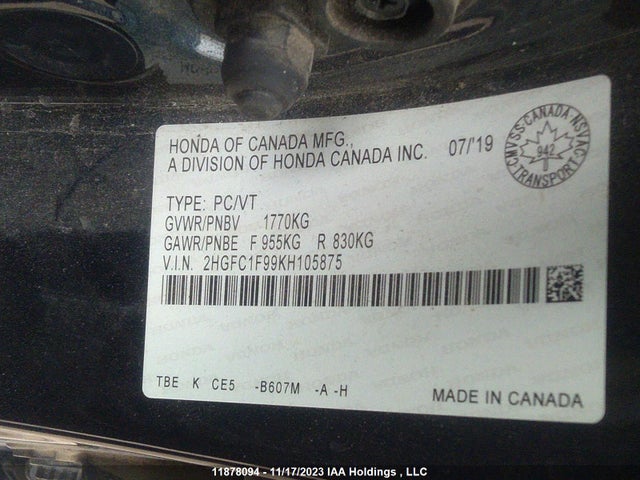 HONDA OF CANADA MFG.,
A DIVISION OF HONDA CANADA INC. 07/'19
CMVSS·CANADA·NSVAC
942
TRANSPORT
TYPE: PC/VT
GVWR/PNBV 1770KG
GAWR/PNBE F 955KG R 830KG
V.I.N. 2HGFC1F99KH105875
TBE K CE5 -B607M -A -H
MADE IN CANADA
11878094 - 11/17/2023 IAA Holdings , LLC